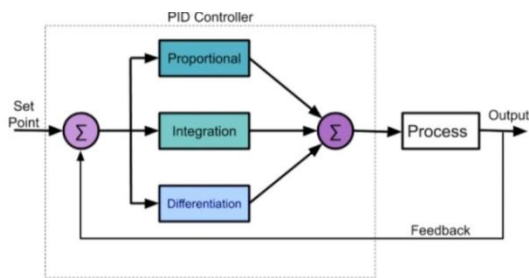 PID Controller
Proportional
Set
Point
Σ
Integration
Σ
Process
Output
Differentiation
Feedback